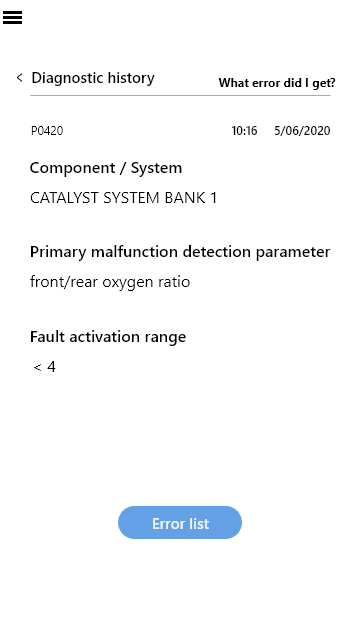 < Diagnostic history What error did I get?
P0420 10:16 5/06/2020
Component / System
CATALYST SYSTEM BANK 1
Primary malfunction detection parameter
front/rear oxygen ratio
Fault activation range
< 4
Error list